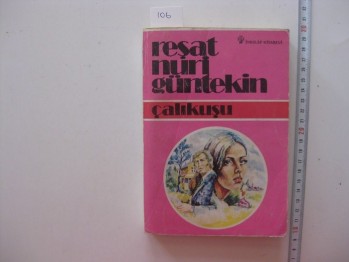 106
reşat
nuri
güntekin
çalıkuşu